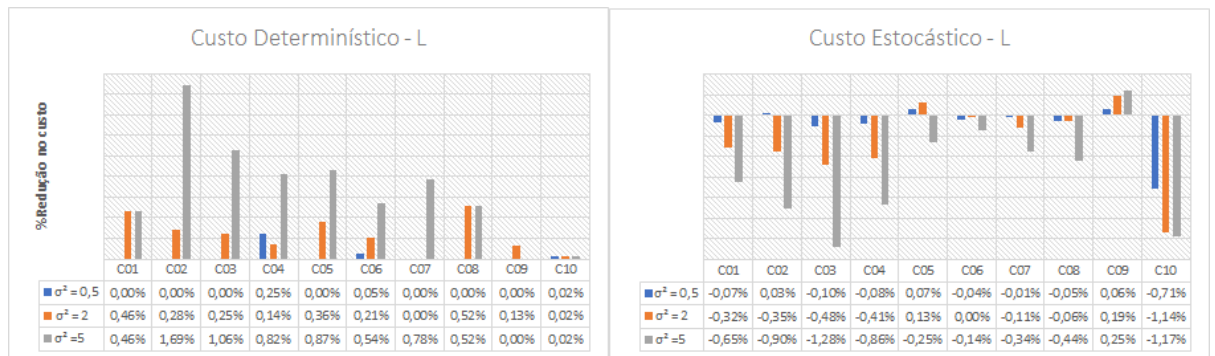 Custo Determinístico - L
%Redução no custo
C01 C02 C03 C04 C05 C06 C07 C08 C09 C10
σ² = 0,5 0,00% 0,00% 0,00% 0,25% 0,00% 0,05% 0,00% 0,00% 0,00% 0,02%
σ² = 2 0,46% 0,28% 0,25% 0,14% 0,36% 0,21% 0,00% 0,52% 0,13% 0,02%
σ² =5 0,46% 1,69% 1,06% 0,82% 0,87% 0,54% 0,78% 0,52% 0,00% 0,02%
Custo Estocástico - L
C01 C02 C03 C04 C05 C06 C07 C08 C09 C10
σ² = 0,5 -0,07% 0,03% -0,10% -0,08% 0,07% -0,04% -0,01% -0,05% 0,06% -0,71%
σ² = 2 -0,32% -0,35% -0,48% -0,41% 0,13% 0,00% -0,11% -0,06% 0,19% -1,14%
σ² =5 -0,65% -0,90% -1,28% -0,86% -0,25% -0,14% -0,34% -0,44% 0,25% -1,17%